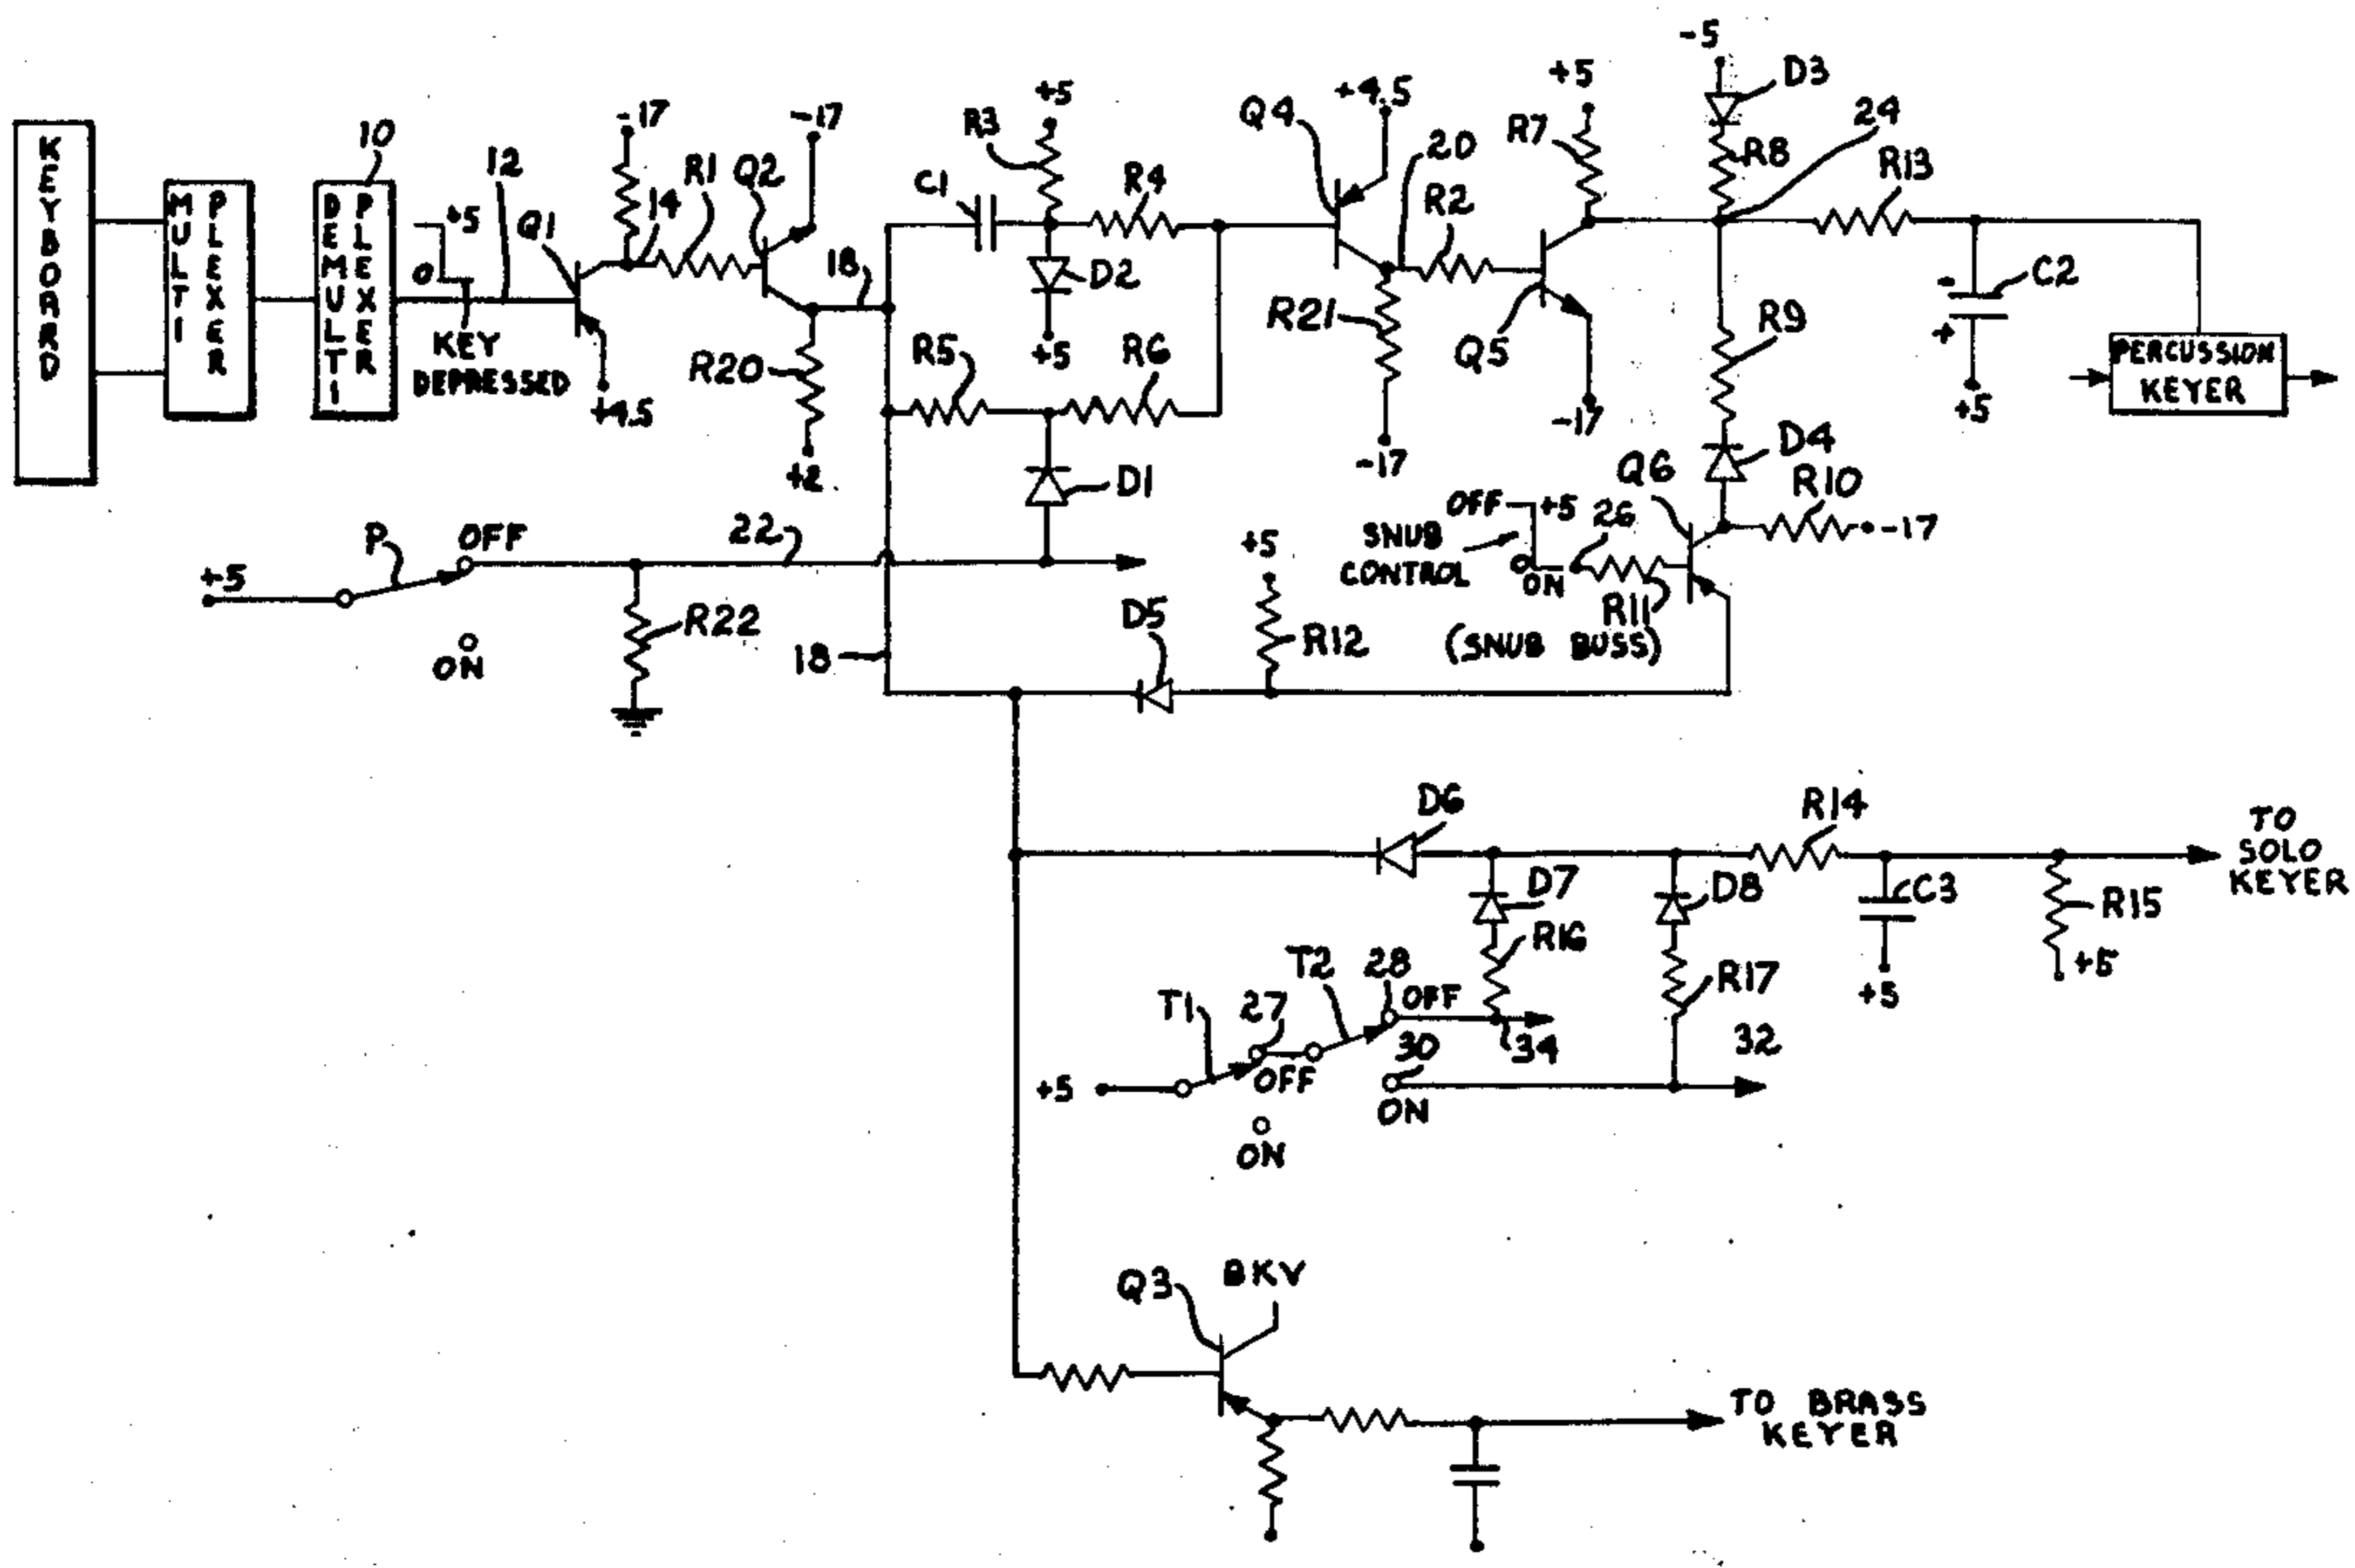 KEYBOARD
MULTI
PLEXER
DEMULTI
PLEXER
10
12
+5
0
KEY
DEPRESSED
Q1
+4.5
-17
14
R1
Q2
-17
18
R20
+2
C1
R3
+5
R4
D2
+5
R5
R6
D1
Q4
+4.5
20
R2
R21
-17
R7
+5
Q5
-17
-5
D3
R8
24
R13
R9
D4
C2
-
+
+5
PERCUSSION
KEYER
Q6
R10
-17
OFF
+5
26
SNUB
CONTROL
0
ON
R11
(SNUB BUSS)
+5
R12
D5
+5
P
OFF
ON
22
R22
18
D6
R14
TO
SOLO
KEYER
D7
D8
C3
R15
R16
R17
+5
+5
T1
27
T2
28
OFF
34
30
32
+5
OFF
ON
ON
Q3
BKV
TO BRASS
KEYER